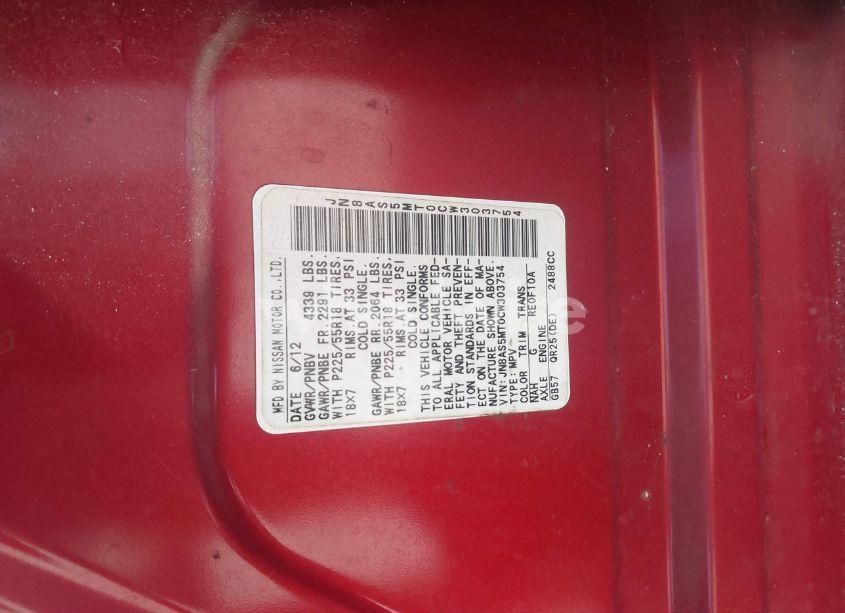 JN8AS5MT0CW303754
MFD BY NISSAN MOTOR CO.,LTD.
DATE 6/12
GVWR/PNBV 4339 LBS.
GAWR/PNBE FR. 2291 LBS.
WITH P225/55R18 TIRES.
18X7 RIMS.AT 33 PSI
COLD SINGLE.
GAWR/PNBE RR. 2064 LBS.
WITH P225/55R18 TIRES.
18X7 RIMS.AT 33 PSI
COLD SINGLE.
THIS VEHICLE CONFORMS
TO ALL APPLICABLE FED-
ERAL MOTOR VEHICLE SA-
FETY AND THEFT PREVEN-
TION STANDARDS IN EFF-
ECT ON THE DATE OF MA-
NUFACTURE SHOWN ABOVE.
VIN:JN8AS5MT0CW303754
TYPE:MPV
COLOR TRIM TRANS
NAH G RE0F10A
AXLE ENGINE
GB57 QR25(DE) 2488CC